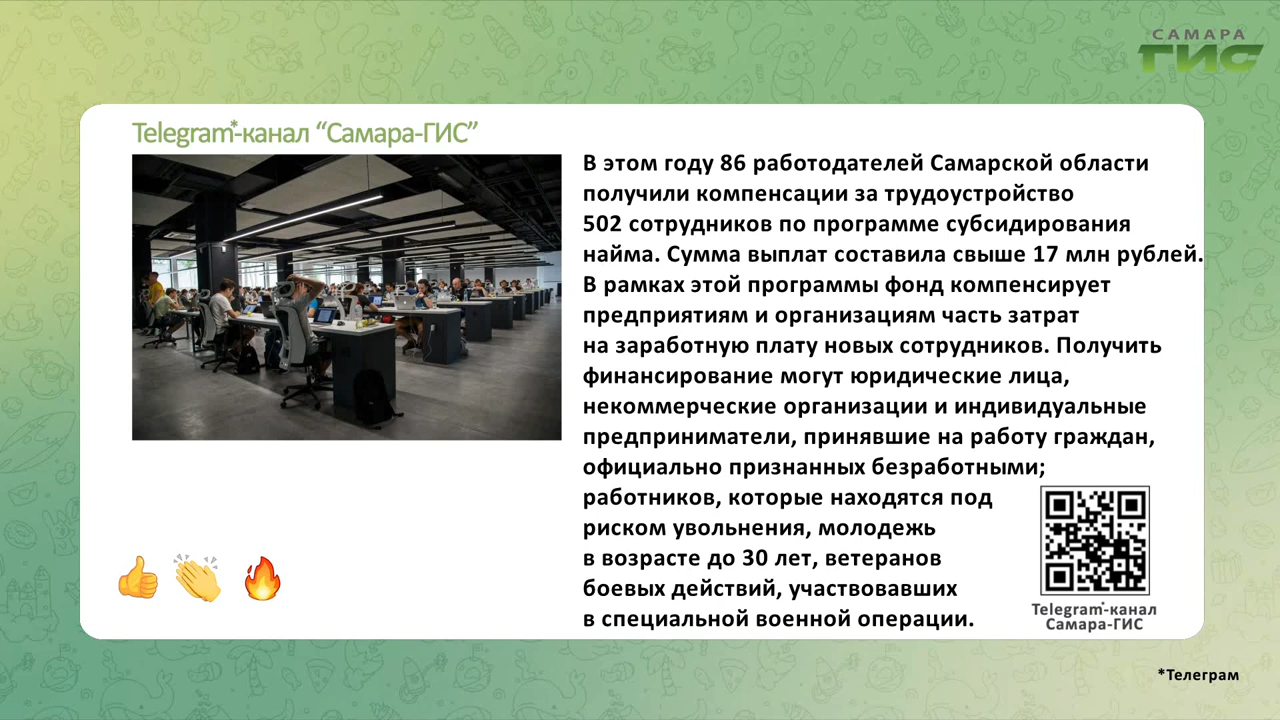 САМАРА
ГИС
Telegram*-канал “Самара-ГИС”
В этом году 86 работодателей Самарской области
получили компенсации за трудоустройство
502 сотрудников по программе субсидирования
найма. Сумма выплат составила свыше 17 млн рублей.
В рамках этой программы фонд компенсирует
предприятиям и организациям часть затрат
на заработную плату новых сотрудников. Получить
финансирование могут юридические лица,
некоммерческие организации и индивидуальные
предприниматели, принявшие на работу граждан,
официально признанных безработными;
работников, которые находятся под
риском увольнения, молодежь
в возрасте до 30 лет, ветеранов
боевых действий, участвовавших
в специальной военной операции.
Telegram*-канал
Самара-ГИС
*Телеграм